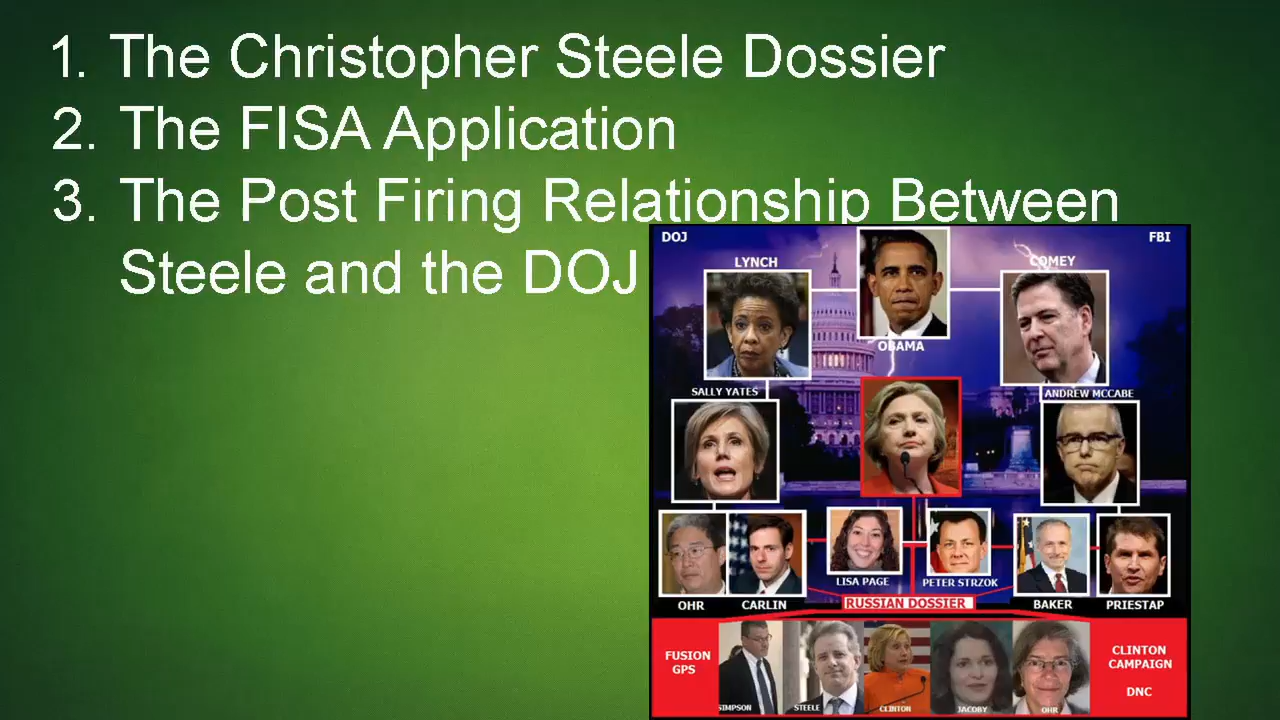 1. The Christopher Steele Dossier
2. The FISA Application
3. The Post Firing Relationship Between
Steele and the DOJ
DOJ
FBI
LYNCH
COMEY
OBAMA
SALLY YATES
ANDREW MCCABE
LISA PAGE
PETER STRZOK
OHR
CARLIN
RUSSIAN DOSSIER
BAKER
PRIESTAP
FUSION
GPS
CLINTON
CAMPAIGN
DNC
SIMPSON
STEELE
CLINTON
JACOBY
OHR